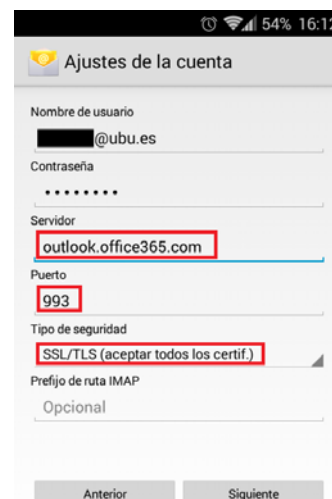 54% 16:12
Ajustes de la cuenta
Nombre de usuario
@ubu.es
Contraseña
Servidor
outlook.office365.com
Puerto
993
Tipo de seguridad
SSL/TLS (aceptar todos los certif.)
Prefijo de ruta IMAP
Opcional
Anterior Siguiente